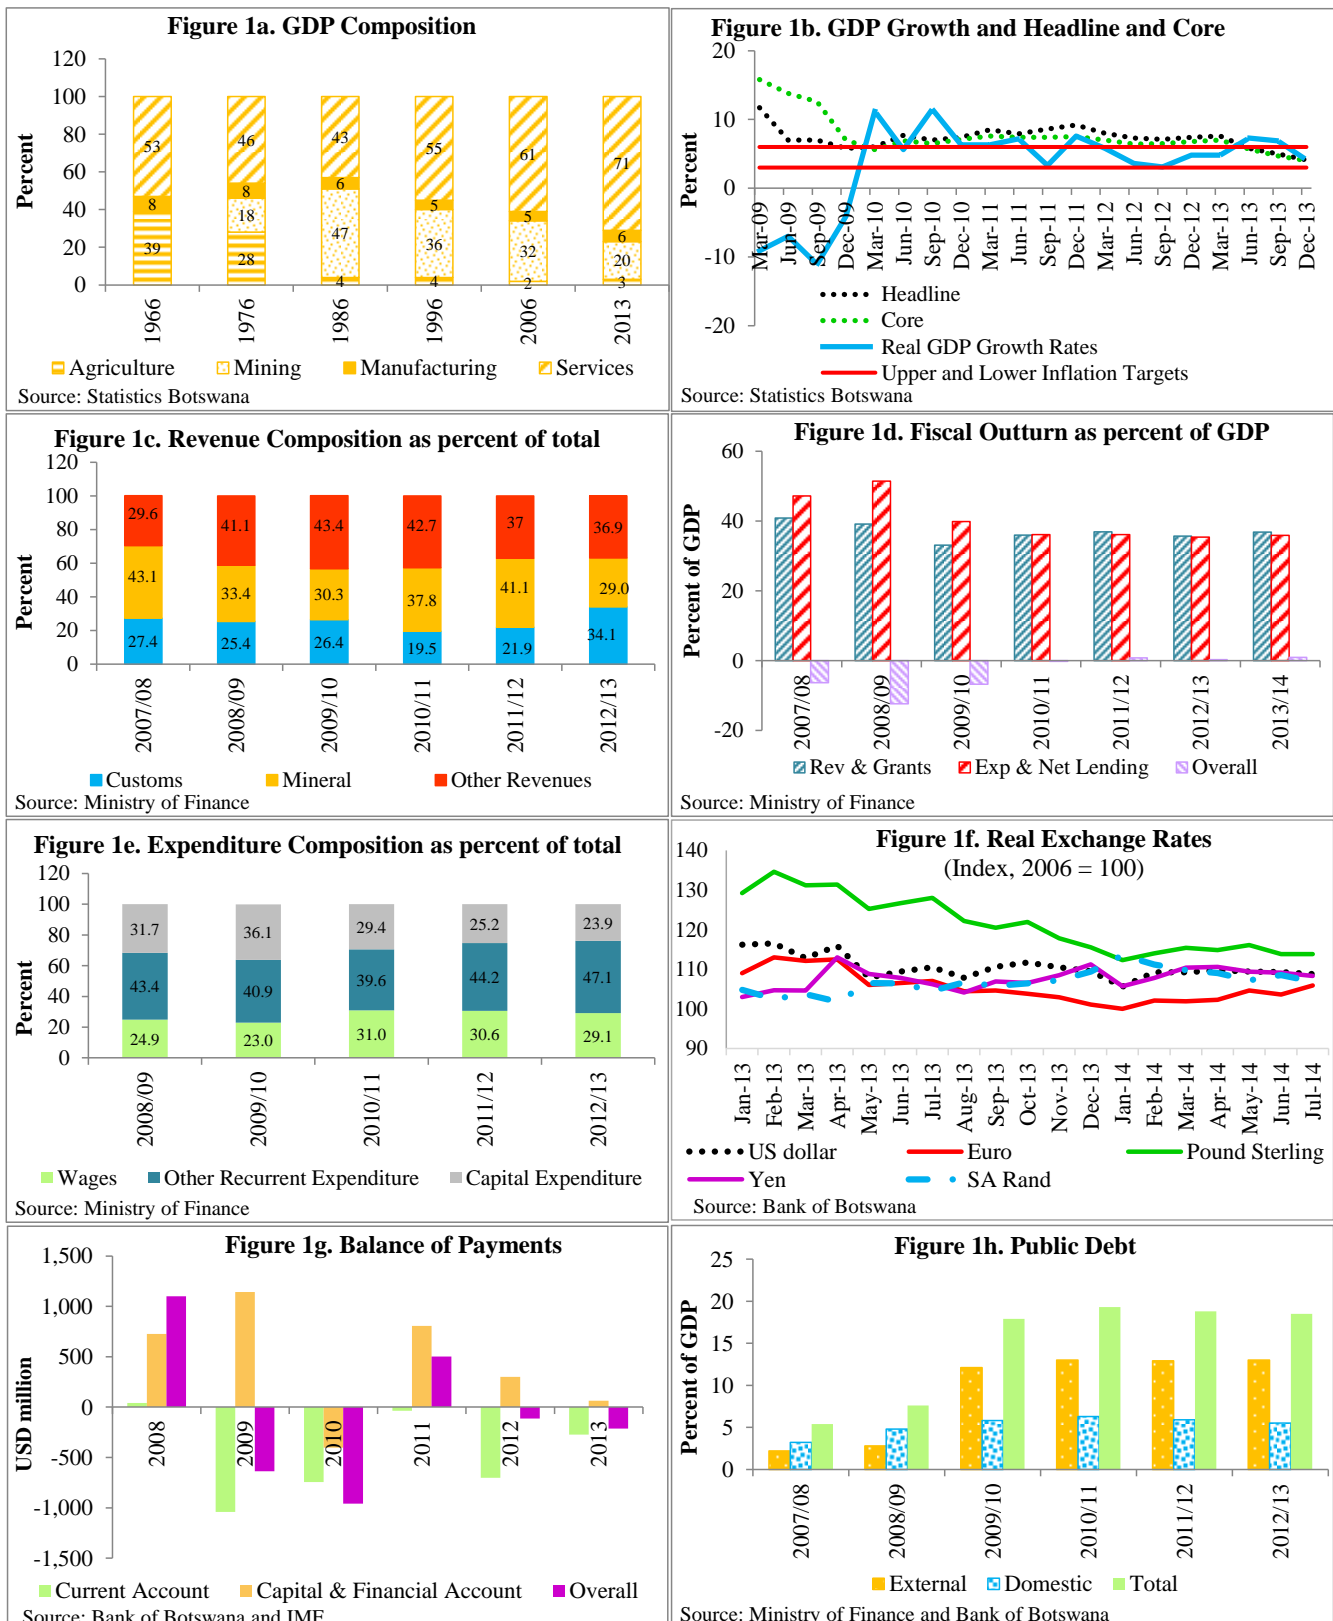 Figure 1a. GDP Composition
120
100
80
60
40
20
0
Percent
53
46
43
55
61
71
8
8
6
5
5
6
18
47
36
32
20
39
28
4
4
2
3
1966
1976
1986
1996
2006
2013
Agriculture Mining Manufacturing Services
Source: Statistics Botswana
Figure 1b. GDP Growth and Headline and Core
20
10
0
-10
-20
Percent
Mar-09
Jun-09
Sep-09
Dec-09
Mar-10
Jun-10
Sep-10
Dec-10
Mar-11
Jun-11
Sep-11
Dec-11
Mar-12
Jun-12
Sep-12
Dec-12
Mar-13
Jun-13
Sep-13
Dec-13
Headline
Core
Real GDP Growth Rates
Upper and Lower Inflation Targets
Source: Statistics Botswana
Figure 1c. Revenue Composition as percent of total
120
100
80
60
40
20
0
Percent
29.6
41.1
43.4
42.7
37
36.9
43.1
33.4
30.3
37.8
41.1
29.0
27.4
25.4
26.4
19.5
21.9
34.1
2007/08
2008/09
2009/10
2010/11
2011/12
2012/13
Customs Mineral Other Revenues
Source: Ministry of Finance
Figure 1d. Fiscal Outturn as percent of GDP
60
40
20
0
-20
Percent of GDP
2007/08
2008/09
2009/10
2010/11
2011/12
2012/13
2013/14
Rev & Grants Exp & Net Lending Overall
Source: Ministry of Finance
Figure 1e. Expenditure Composition as percent of total
120
100
80
60
40
20
0
Percent
31.7
36.1
29.4
25.2
23.9
43.4
40.9
39.6
44.2
47.1
24.9
23.0
31.0
30.6
29.1
2008/09
2009/10
2010/11
2011/12
2012/13
Wages Other Recurrent Expenditure Capital Expenditure
Source: Ministry of Finance
Figure 1f. Real Exchange Rates
(Index, 2006 = 100)
140
130
120
110
100
90
Jan-13
Feb-13
Mar-13
Apr-13
May-13
Jun-13
Jul-13
Aug-13
Sep-13
Oct-13
Nov-13
Dec-13
Jan-14
Feb-14
Mar-14
Apr-14
May-14
Jun-14
Jul-14
US dollar Euro Pound Sterling
Yen SA Rand
Source: Bank of Botswana
Figure 1g. Balance of Payments
1,500
1,000
500
0
-500
-1,000
-1,500
USD million
2008
2009
2010
2011
2012
2013
Current Account Capital & Financial Account Overall
Source: Bank of Botswana and IMF
Figure 1h. Public Debt
25
20
15
10
5
0
Percent of GDP
2007/08
2008/09
2009/10
2010/11
2011/12
2012/13
External Domestic Total
Source: Ministry of Finance and Bank of Botswana